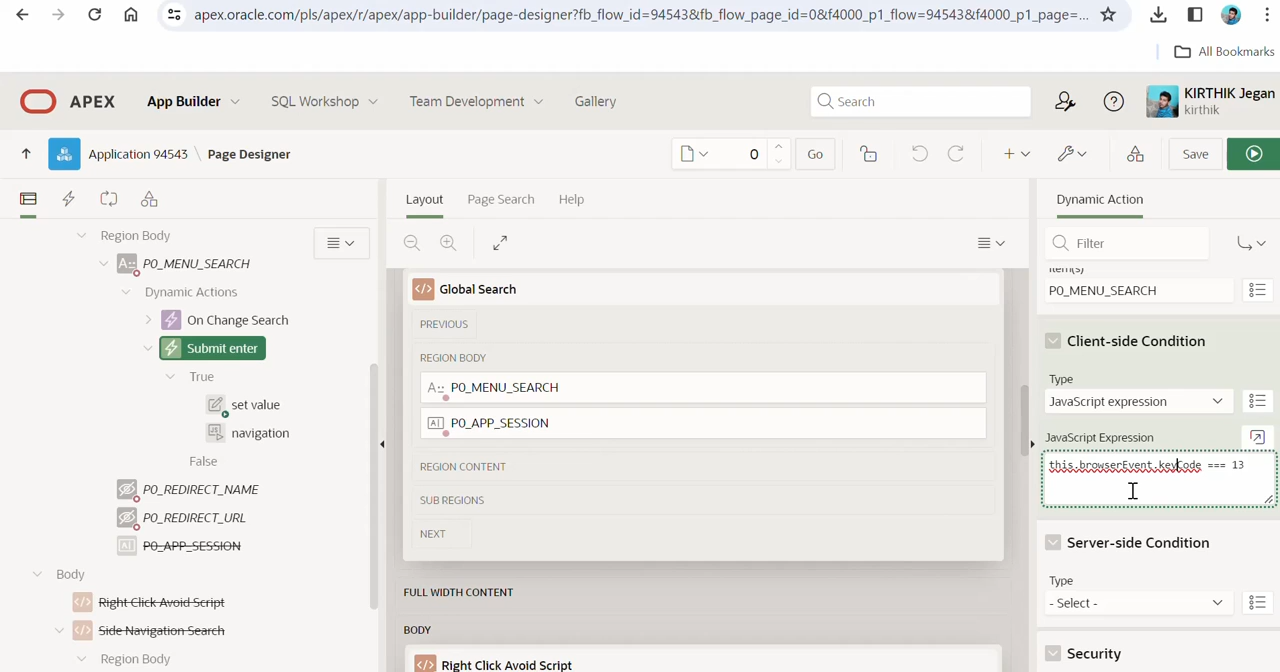 apex.oracle.com/pls/apex/r/apex/app-builder/page-designer?fb_flow_id=94543&fb_flow_page_id=0&f4000_p1_flow=94543&f4000_p1_page=...
All Bookmarks
APEX App Builder SQL Workshop Team Development Gallery Search KIRTHIK Jegan
kirthik
Application 94543 \ Page Designer 0 Go Save
Layout Page Search Help Dynamic Action
Filter
Region Body
P0_MENU_SEARCH
Dynamic Actions
On Change Search
Submit enter
True
set value
navigation
False
P0_REDIRECT_NAME
P0_REDIRECT_URL
P0_APP_SESSION
Body
Right Click Avoid Script
Side Navigation Search
Region Body
Global Search
PREVIOUS
REGION BODY
P0_MENU_SEARCH
P0_APP_SESSION
REGION CONTENT
SUB REGIONS
NEXT
FULL WIDTH CONTENT
BODY
Right Click Avoid Script
Item(s)
P0_MENU_SEARCH
Client-side Condition
Type
JavaScript expression
JavaScript Expression
this.browserEvent.keyCode === 13
Server-side Condition
Type
- Select -
Security